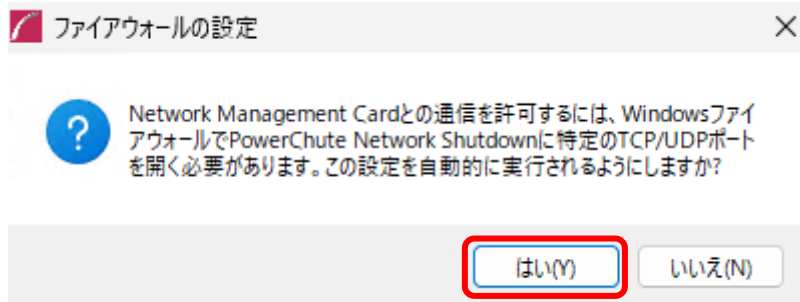 ファイアウォールの設定
Network Management Cardとの通信を許可するには、Windowsファイ
アウォールでPowerChute Network Shutdownに特定のTCP/UDPポート
を開く必要があります。この設定を自動的に実行されるようにしますか?
はい(Y)
いいえ(N)